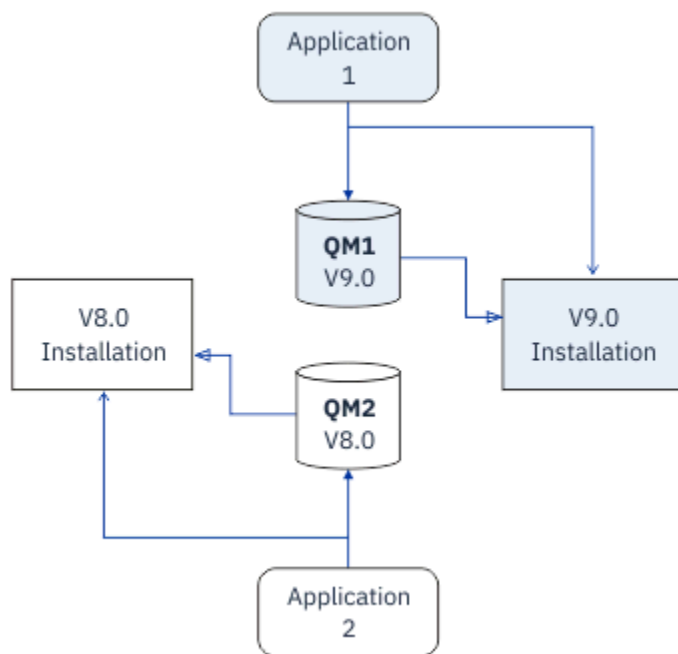 Application
1
QM1
V9.0
V8.0
Installation
V9.0
Installation
QM2
V8.0
Application
2